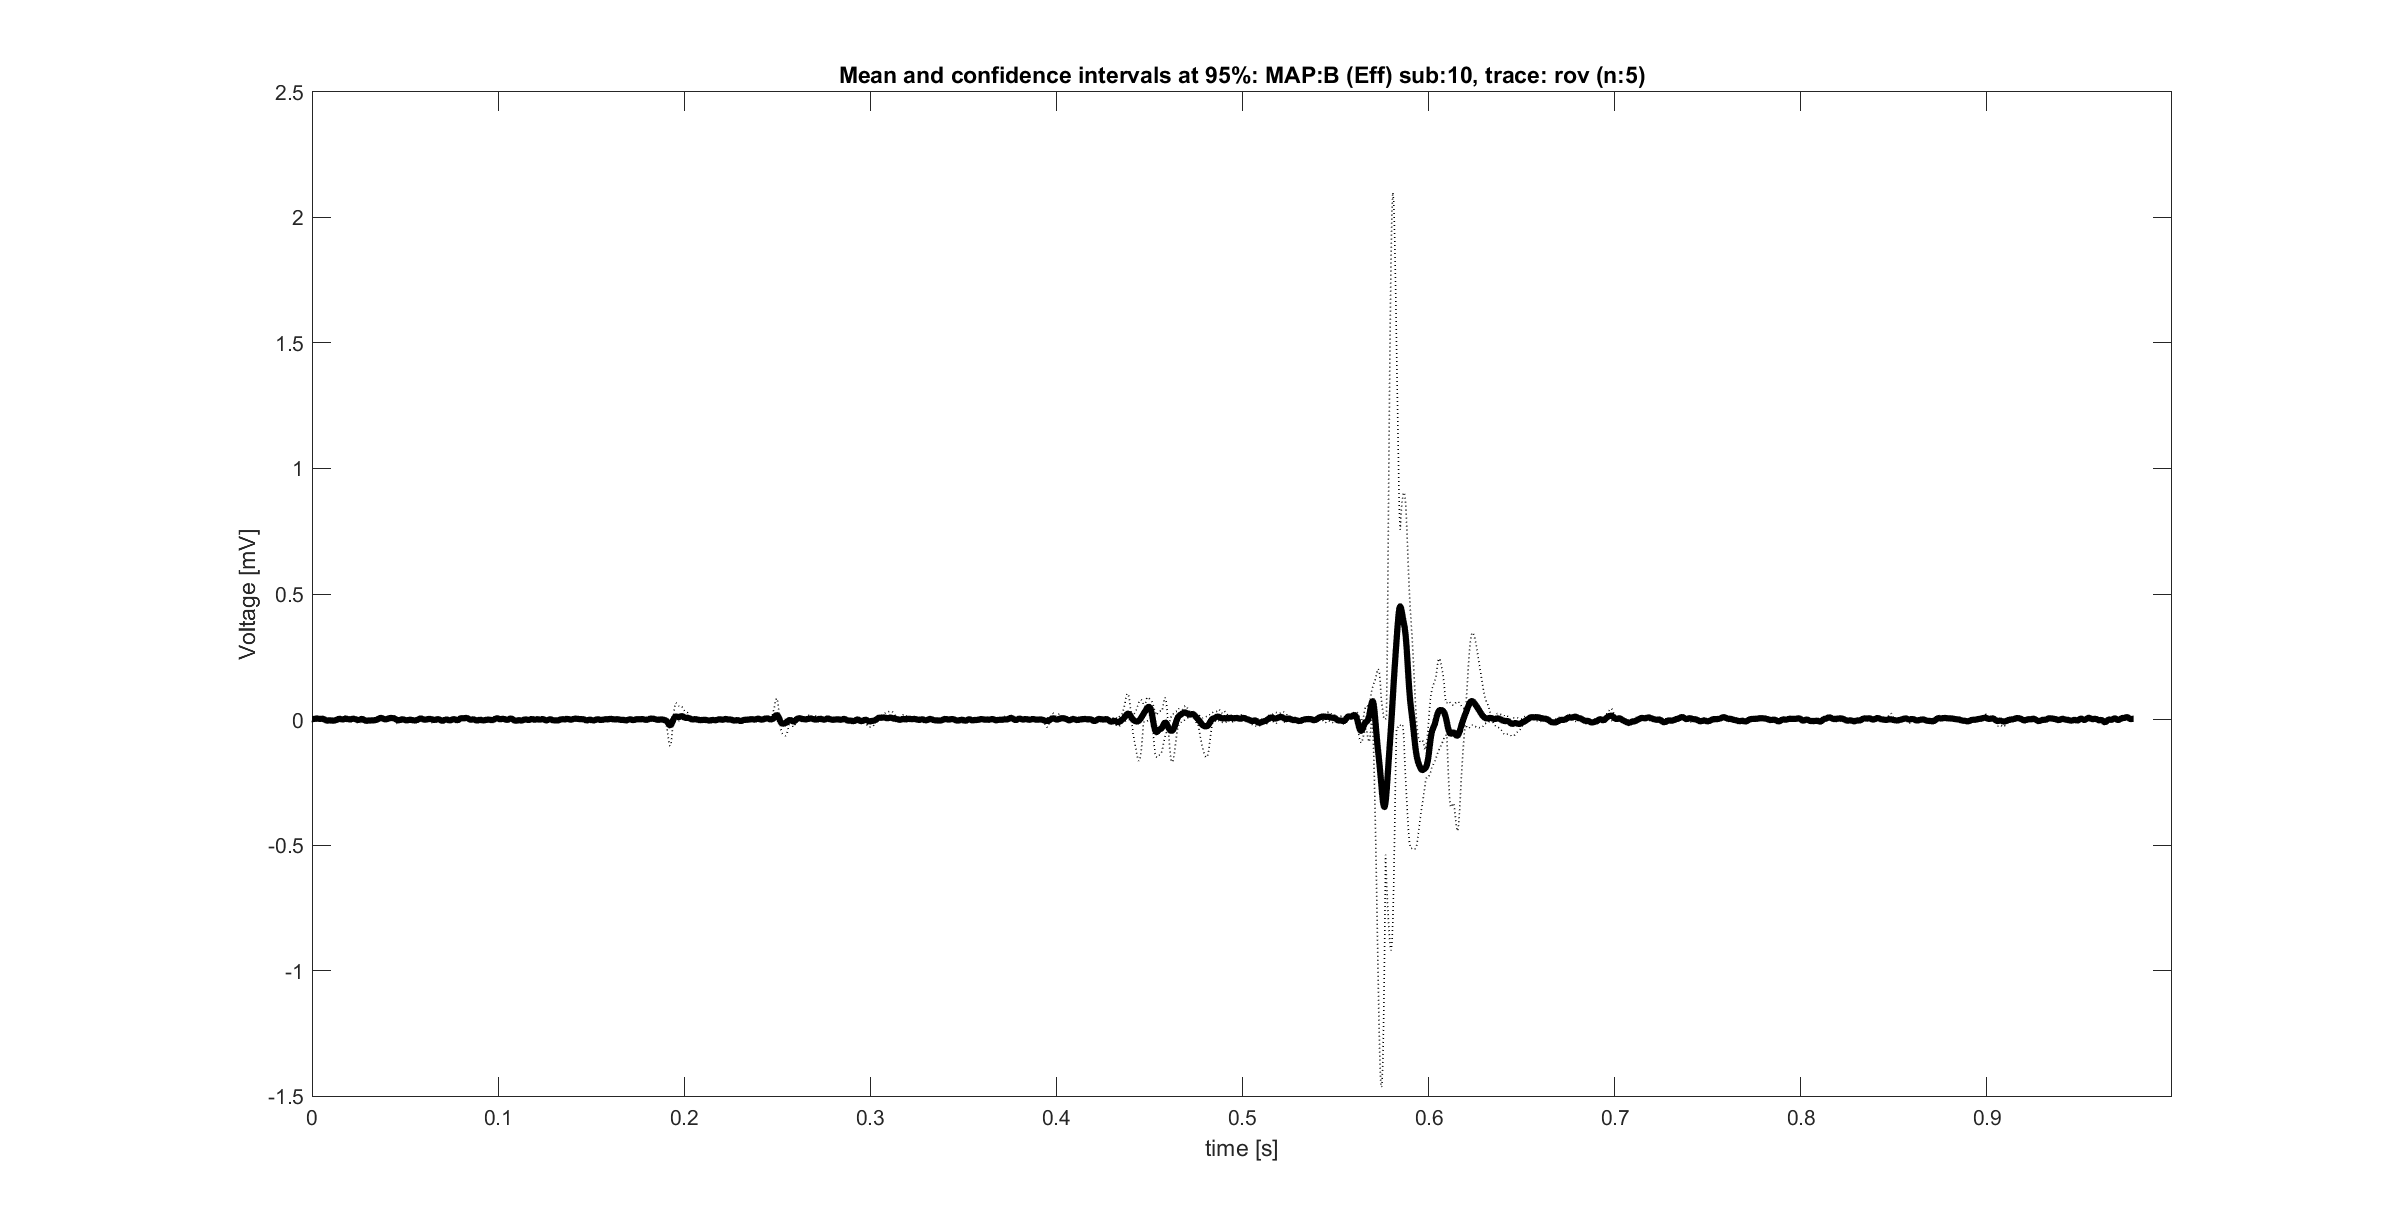 Mean and confidence intervals at 95%: MAP:B (Eff) sub:10, trace: rov (n:5)
2.5
2
1.5
1
0.5
0
-0.5
-1
-1.5
Voltage [mV]
0 0.1 0.2 0.3 0.4 0.5 0.6 0.7 0.8 0.9
time [s]